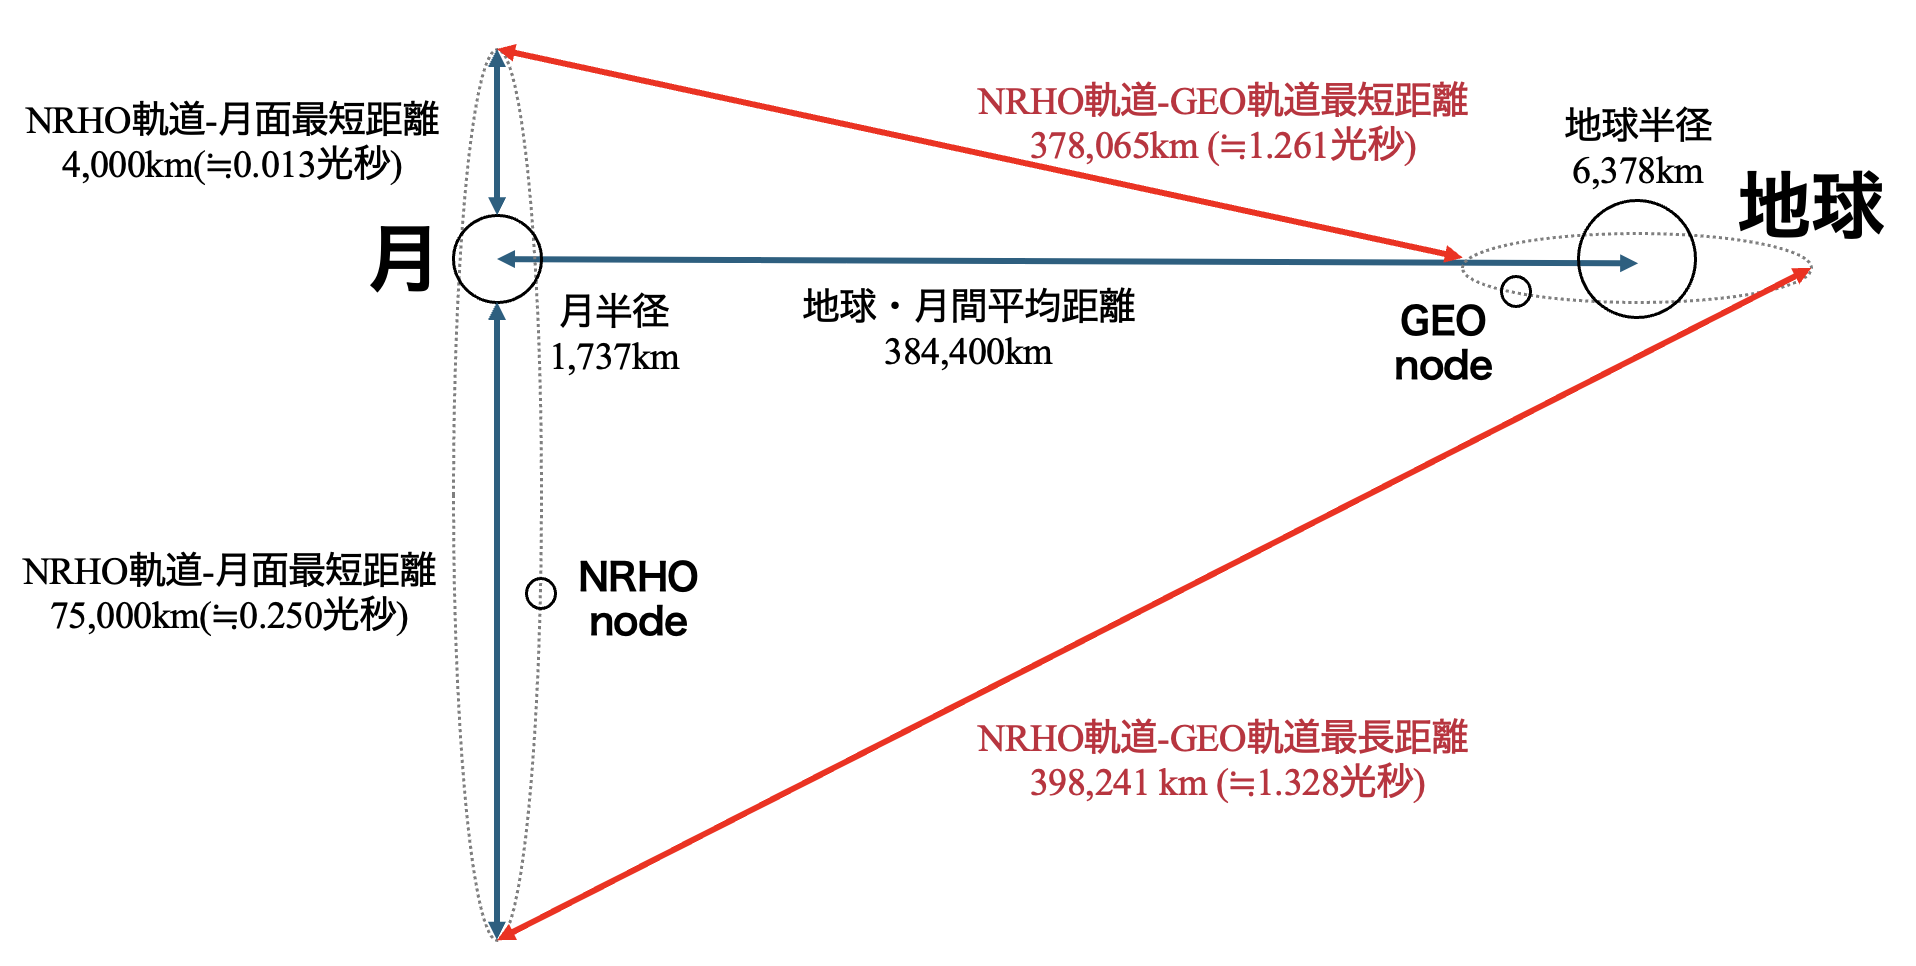 NRHO軌道-月面最短距離
4,000km(≒0.013光秒)
NRHO軌道-GEO軌道最短距離
378,065km (≒1.261光秒)
地球半径
6,378km
地球
月
月半径
1,737km
地球・月間平均距離
384,400km
GEO
node
NRHO軌道-月面最短距離
75,000km(≒0.250光秒)
NRHO
node
NRHO軌道-GEO軌道最長距離
398,241 km (≒1.328光秒)